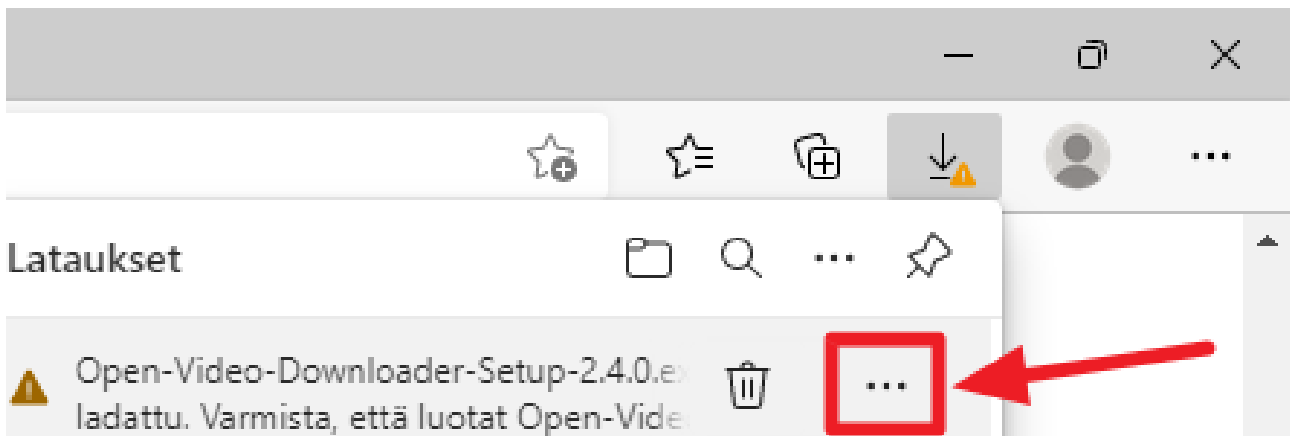 Lataukset
Open-Video-Downloader-Setup-2.4.0.e
ladattu. Varmista, että luotat Open-Vide